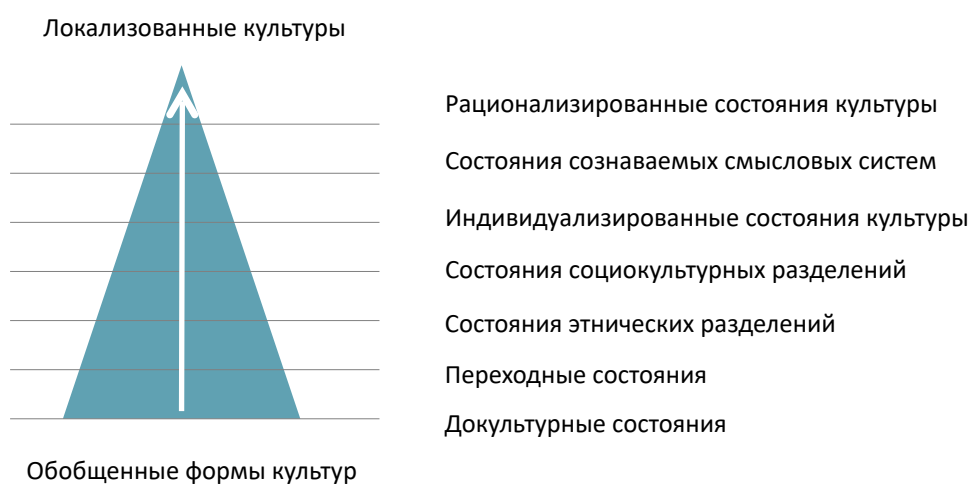 Локализованные культуры
Рационализированные состояния культуры
Состояния сознаваемых смысловых систем
Индивидуализированные состояния культуры
Состояния социокультурных разделений
Состояния этнических разделений
Переходные состояния
Докультурные состояния
Обобщенные формы культур